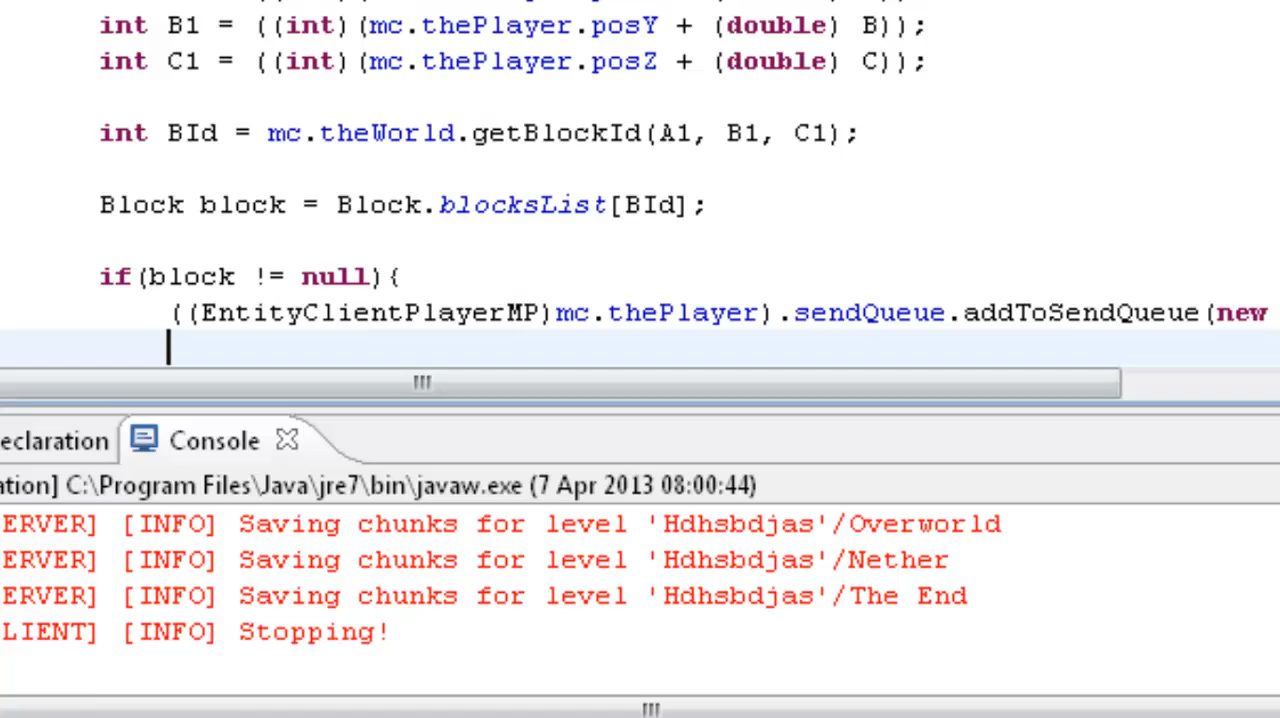 int B1 = ((int)(mc.thePlayer.posY + (double) B));
int C1 = ((int)(mc.thePlayer.posZ + (double) C));
int BId = mc.theWorld.getBlockId(A1, B1, C1);
Block block = Block.blocksList[BId];
if(block != null){
((EntityClientPlayerMP)mc.thePlayer).sendQueue.addToSendQueue(new
eclaration Console
ation] C:\Program Files\Java\jre7\bin\javaw.exe (7 Apr 2013 08:00:44)
ERVER] [INFO] Saving chunks for level 'Hdhsbdjas'/Overworld
ERVER] [INFO] Saving chunks for level 'Hdhsbdjas'/Nether
ERVER] [INFO] Saving chunks for level 'Hdhsbdjas'/The End
LIENT] [INFO] Stopping!